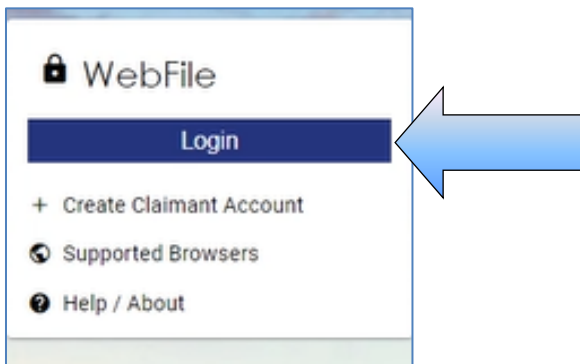 WebFile
Login
+ Create Claimant Account
Supported Browsers
Help / About